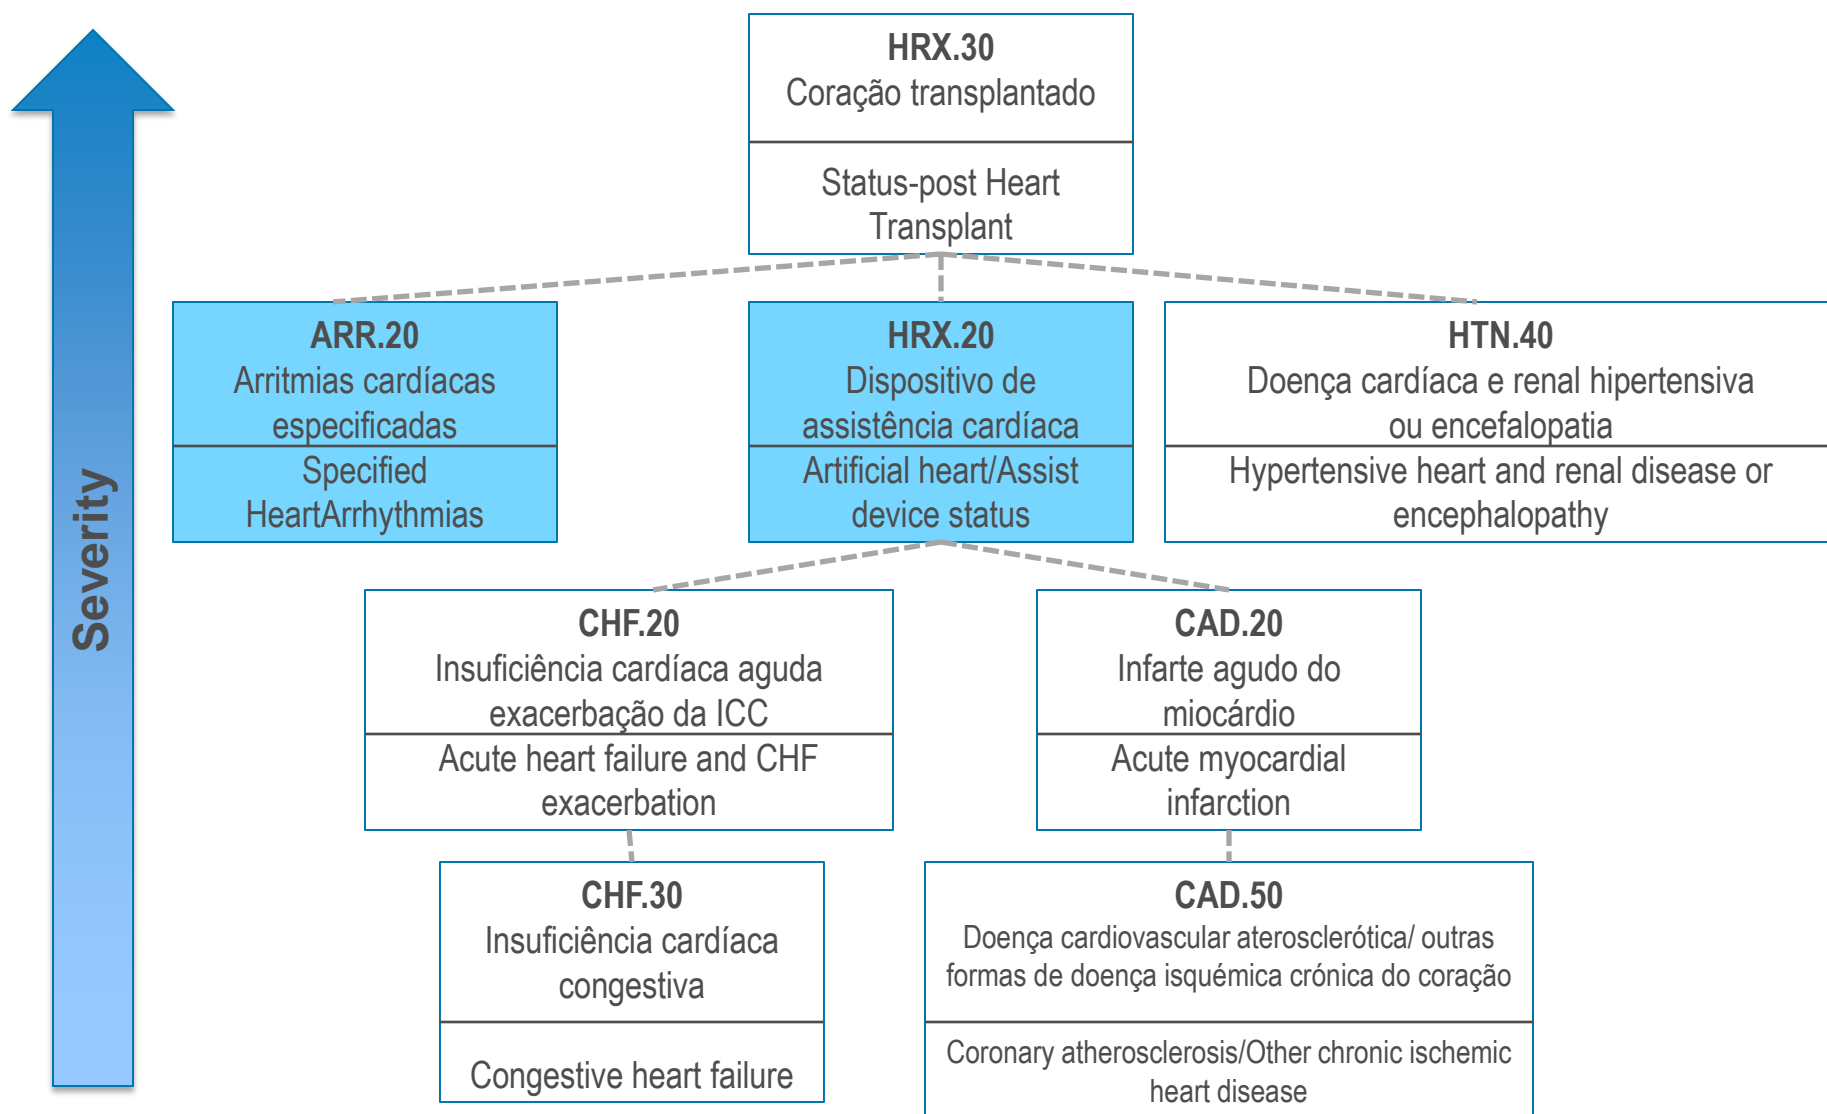 Severity
HRX.30
Coração transplantado
Status-post Heart
Transplant
ARR.20
Arritmias cardíacas
especificadas
Specified
HeartArrhythmias
HRX.20
Dispositivo de
assistência cardíaca
Artificial heart/Assist
device status
HTN.40
Doença cardíaca e renal hipertensiva
ou encefalopatia
Hypertensive heart and renal disease or
encephalopathy
CHF.20
Insuficiência cardíaca aguda
exacerbação da ICC
Acute heart failure and CHF
exacerbation
CAD.20
Infarte agudo do
miocárdio
Acute myocardial
infarction
CHF.30
Insuficiência cardíaca
congestiva
Congestive heart failure
CAD.50
Doença cardiovascular aterosclerótica/ outras
formas de doença isquémica crónica do coração
Coronary atherosclerosis/Other chronic ischemic
heart disease